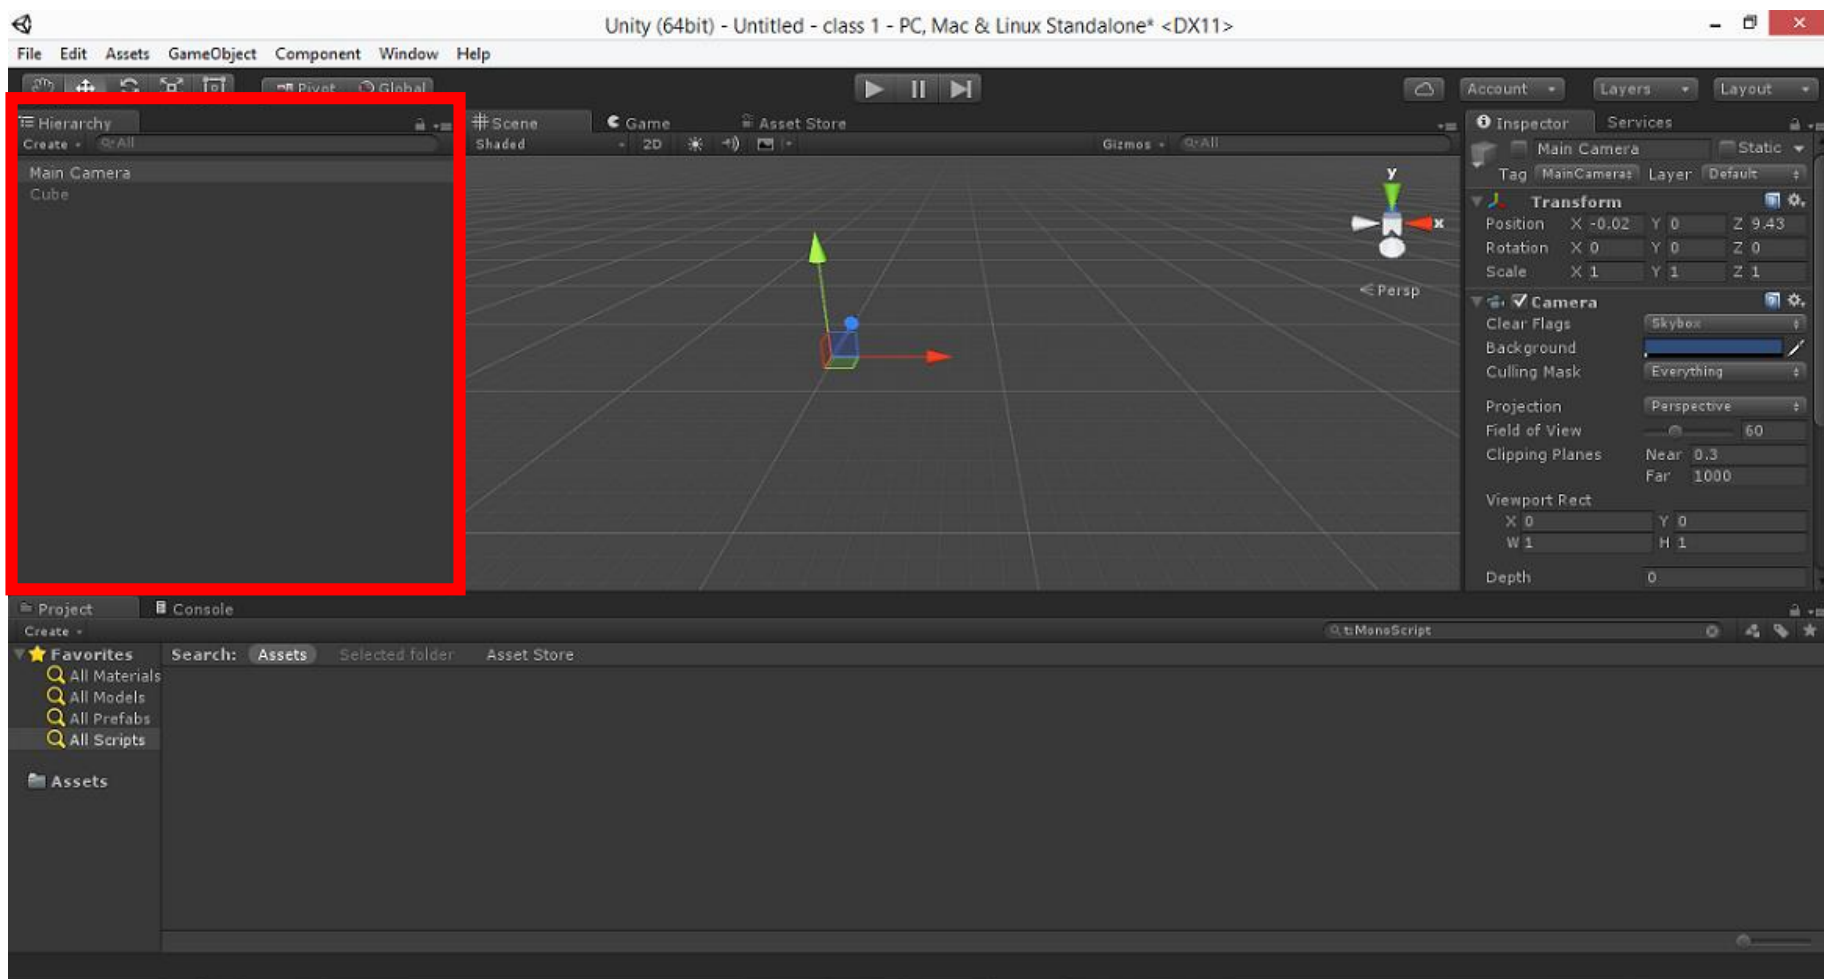 Unity (64bit) - Untitled - class 1 - PC, Mac & Linux Standalone* <DX11>
File Edit Assets GameObject Component Window Help
Pivot Global Account Layers Layout
Hierarchy
Create All
Main Camera
Cube
Scene Game Asset Store
Shaded 2D Gizmos All
y
x
Persp
Inspector Services
Main Camera Static
Tag MainCamera Layer Default
Transform
Position X -0.02 Y 0 Z 9.43
Rotation X 0 Y 0 Z 0
Scale X 1 Y 1 Z 1
Camera
Clear Flags Skybox
Background
Culling Mask Everything
Projection Perspective
Field of View 60
Clipping Planes Near 0.3
Far 1000
Viewport Rect
X 0 Y 0
W 1 H 1
Depth 0
Project Console
Create t:MonoScript
Favorites
All Materials
All Models
All Prefabs
All Scripts
Assets
Search: Assets Selected folder Asset Store